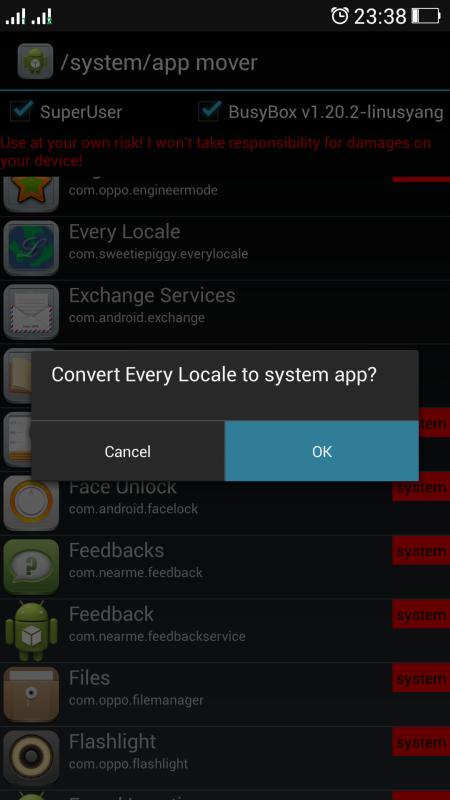 23:38
/system/app mover
SuperUser
BusyBox v1.20.2-linusyang
Use at your own risk! I won't take responsibility for damages on
your device!
com.oppo.engineermode
Every Locale
com.sweetiepiggy.everylocale
Exchange Services
com.android.exchange
Convert Every Locale to system app?
Cancel
OK
Face Unlock
system
com.android.facelock
Feedbacks
system
com.nearme.feedback
Feedback
system
com.nearme.feedbackservice
Files
system
com.oppo.filemanager
Flashlight
system
com.oppo.flashlight